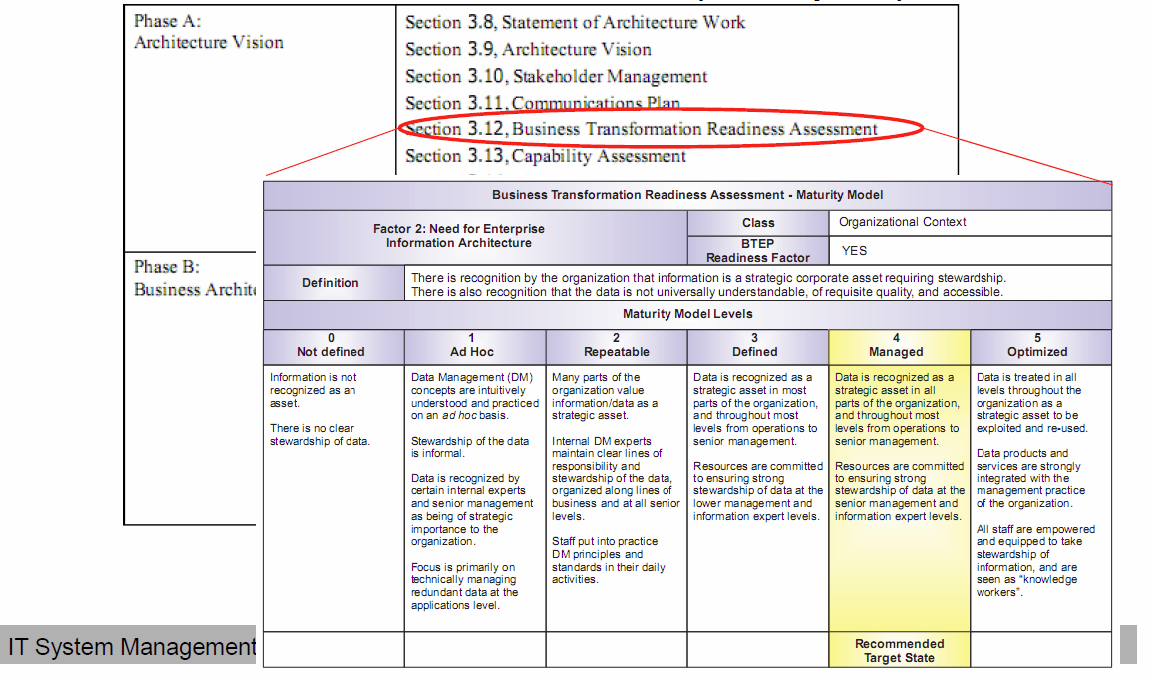 Phase A:
Architecture Vision
Section 3.8, Statement of Architecture Work
Section 3.9, Architecture Vision
Section 3.10, Stakeholder Management
Section 3.11, Communications Plan
Section 3.12, Business Transformation Readiness Assessment
Section 3.13, Capability Assessment
Phase B:
Business Archite
Business Transformation Readiness Assessment - Maturity Model
Factor 2: Need for Enterprise
Information Architecture
Class
Organizational Context
BTEP
Readiness Factor
YES
Definition
There is recognition by the organization that information is a strategic corporate asset requiring stewardship.
There is also recognition that the data is not universally understandable, of requisite quality, and accessible.
Maturity Model Levels
0
Not defined
1
Ad Hoc
2
Repeatable
3
Defined
4
Managed
5
Optimized
Information is not
recognized as an
asset.
There is no clear
stewardship of data.
Data Management (DM)
concepts are intuitively
understood and practiced
on an ad hoc basis.
Stewardship of the data
is informal.
Data is recognized by
certain internal experts
and senior management
as being of strategic
importance to the
organization.
Focus is primarily on
technically managing
redundant data at the
applications level.
Many parts of the
organization value
information/data as a
strategic asset.
Internal DM experts
maintain clear lines of
responsibility and
stewardship of the data,
organized along lines of
business and at all senior
levels.
Staff put into practice
DM principles and
standards in their daily
activities.
Data is recognized as a
strategic asset in most
parts of the organization,
and throughout most
levels from operations to
senior management.
Resources are committed
to ensuring strong
stewardship of data at the
lower management and
information expert levels.
Data is recognized as a
strategic asset in all
parts of the organization,
and throughout most
levels from operations to
senior management.
Resources are committed
to ensuring strong
stewardship of data at the
senior management and
information expert levels.
Data is treated in all
levels throughout the
organization as a
strategic asset to be
exploited and re-used.
Data products and
services are strongly
integrated with the
management practice
of the organization.
All staff are empowered
and equipped to take
stewardship of
information, and are
seen as "knowledge
workers".
Recommended
Target State
IT System Management